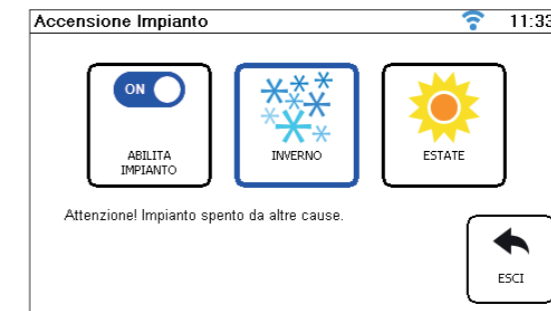 Accensione Impianto 11:33
ON
ABILITA
IMPIANTO
INVERNO
ESTATE
Attenzione! Impianto spento da altre cause.
ESCI